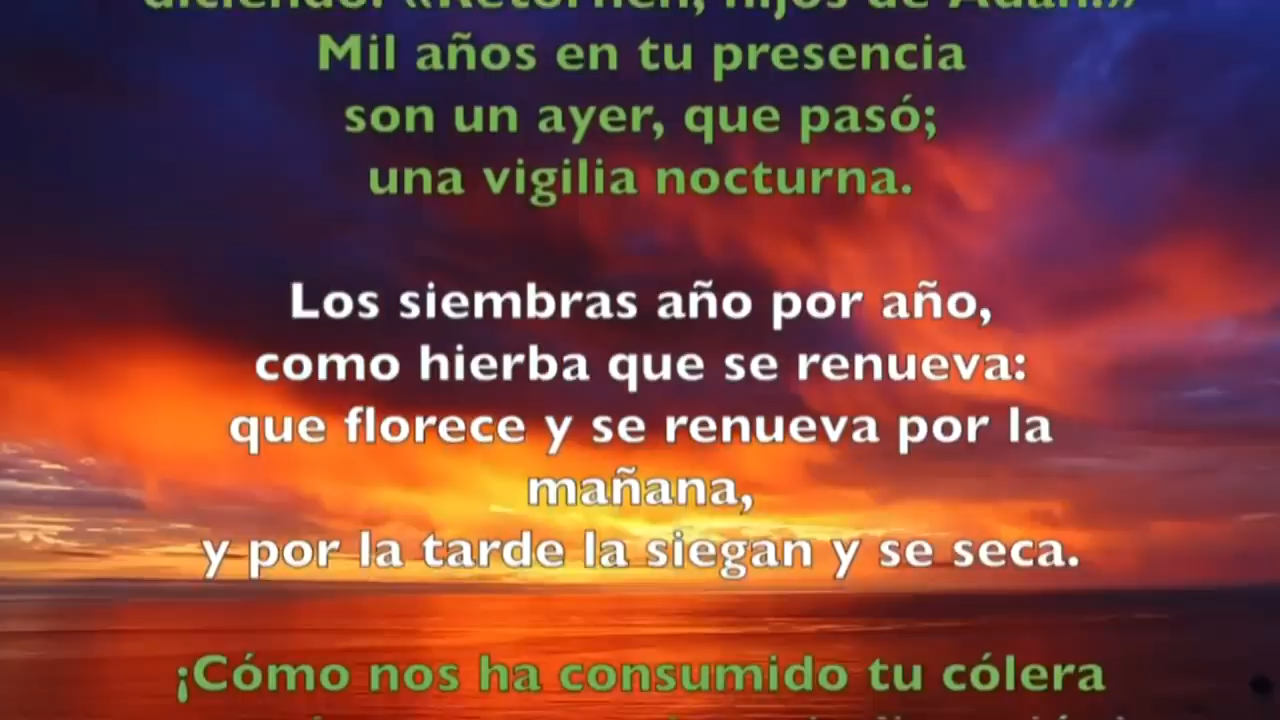 diciendo: «Retornen, hijos de Adán.»
Mil años en tu presencia
son un ayer, que pasó;
una vigilia nocturna.
Los siembras año por año,
como hierba que se renueva:
que florece y se renueva por la
mañana,
y por la tarde la siegan y se seca.
¡Cómo nos ha consumido tu cólera